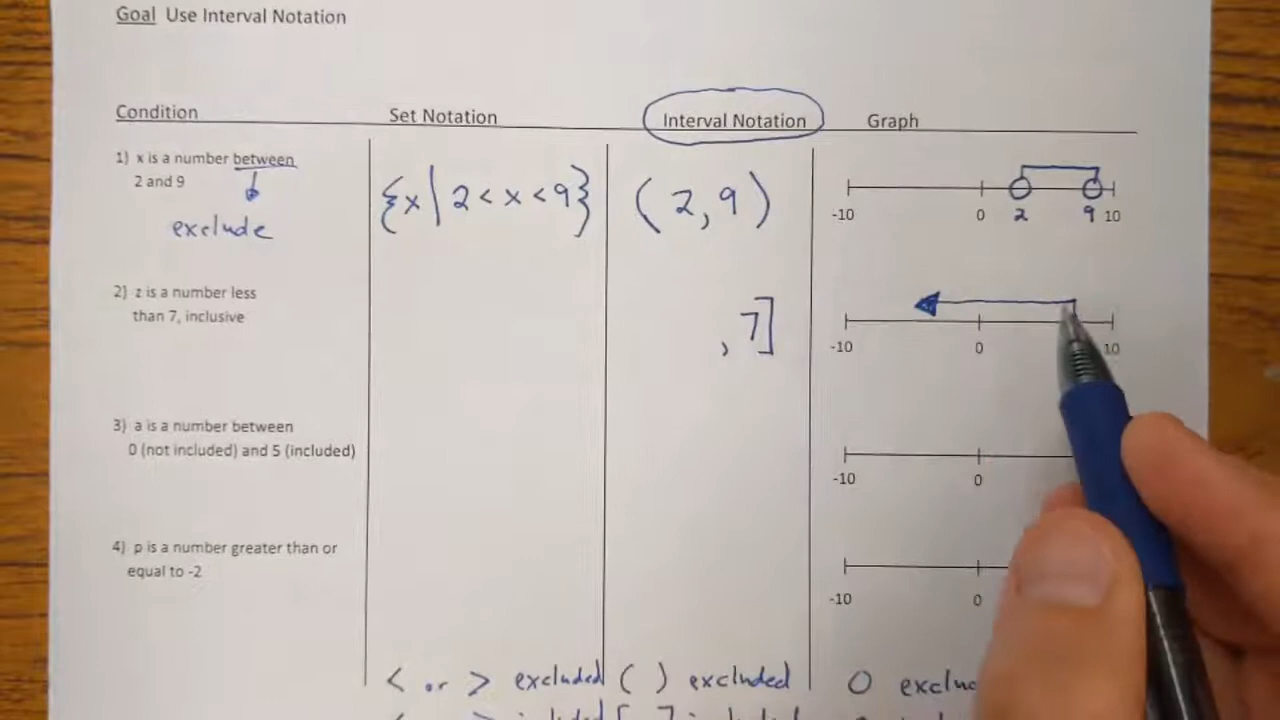 Goal Use Interval Notation
Condition Set Notation Interval Notation Graph
1) x is a number between
2 and 9
exclude
{x | 2 < x < 9}
(2, 9)
-10 0 2 9 10
2) z is a number less
than 7, inclusive
, 7]
-10 0 10
3) a is a number between
0 (not included) and 5 (included)
-10 0
4) p is a number greater than or
equal to -2
-10 0
< or > excluded ( ) excluded O